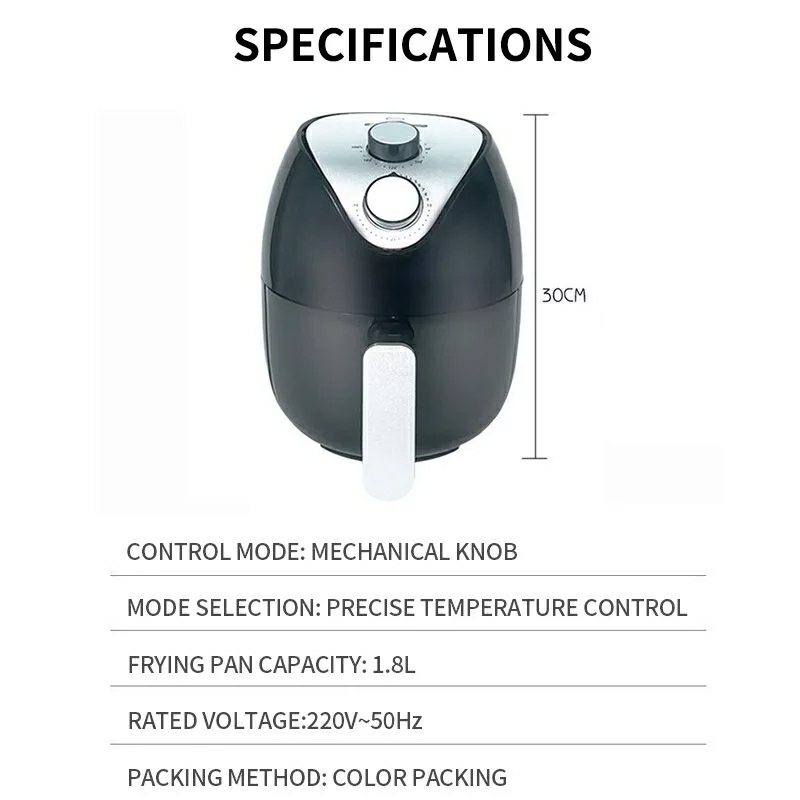 SPECIFICATIONS
30CM
CONTROL MODE: MECHANICAL KNOB
MODE SELECTION: PRECISE TEMPERATURE CONTROL
FRYING PAN CAPACITY: 1.8L
RATED VOLTAGE:220V~50Hz
PACKING METHOD: COLOR PACKING